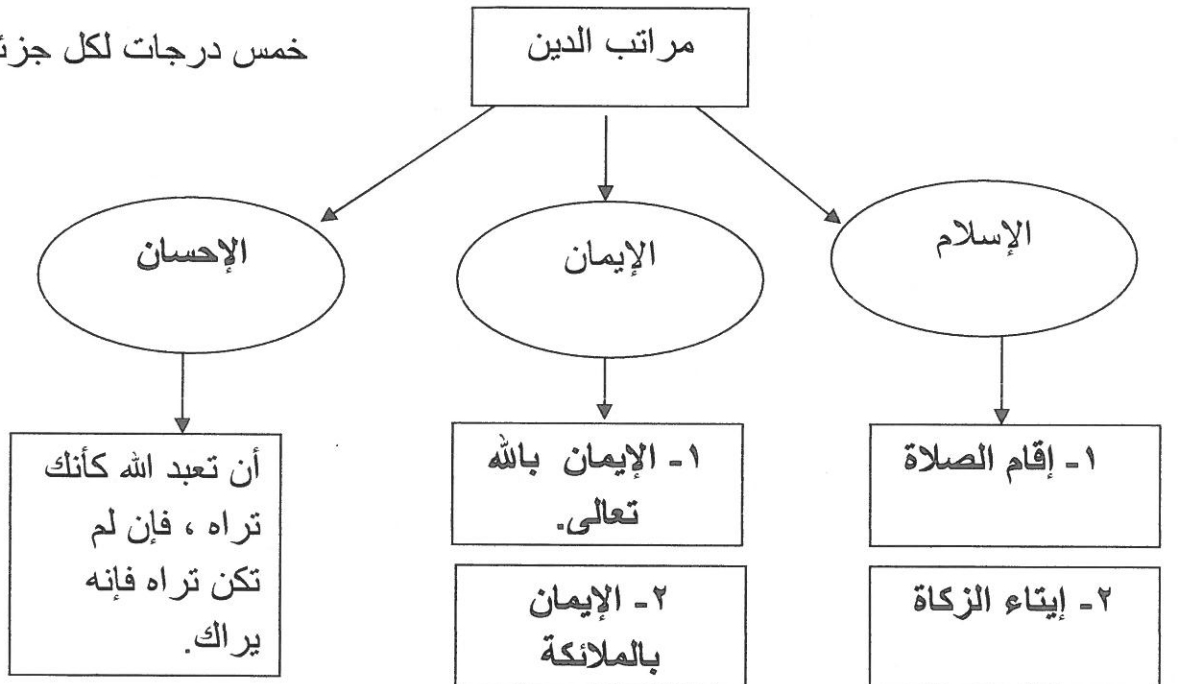 مراتب الدين
خمس درجات لكل
الإسلام
الإيمان
الإحسان
١- إقام الصلاة
١- الإيمان بالله
تعالى.
أن تعبد الله كأنك
تراه ، فإن لم
تكن تراه فإنه
يراك.
٢- إيتاء الزكاة
٢- الإيمان
بالملائكة